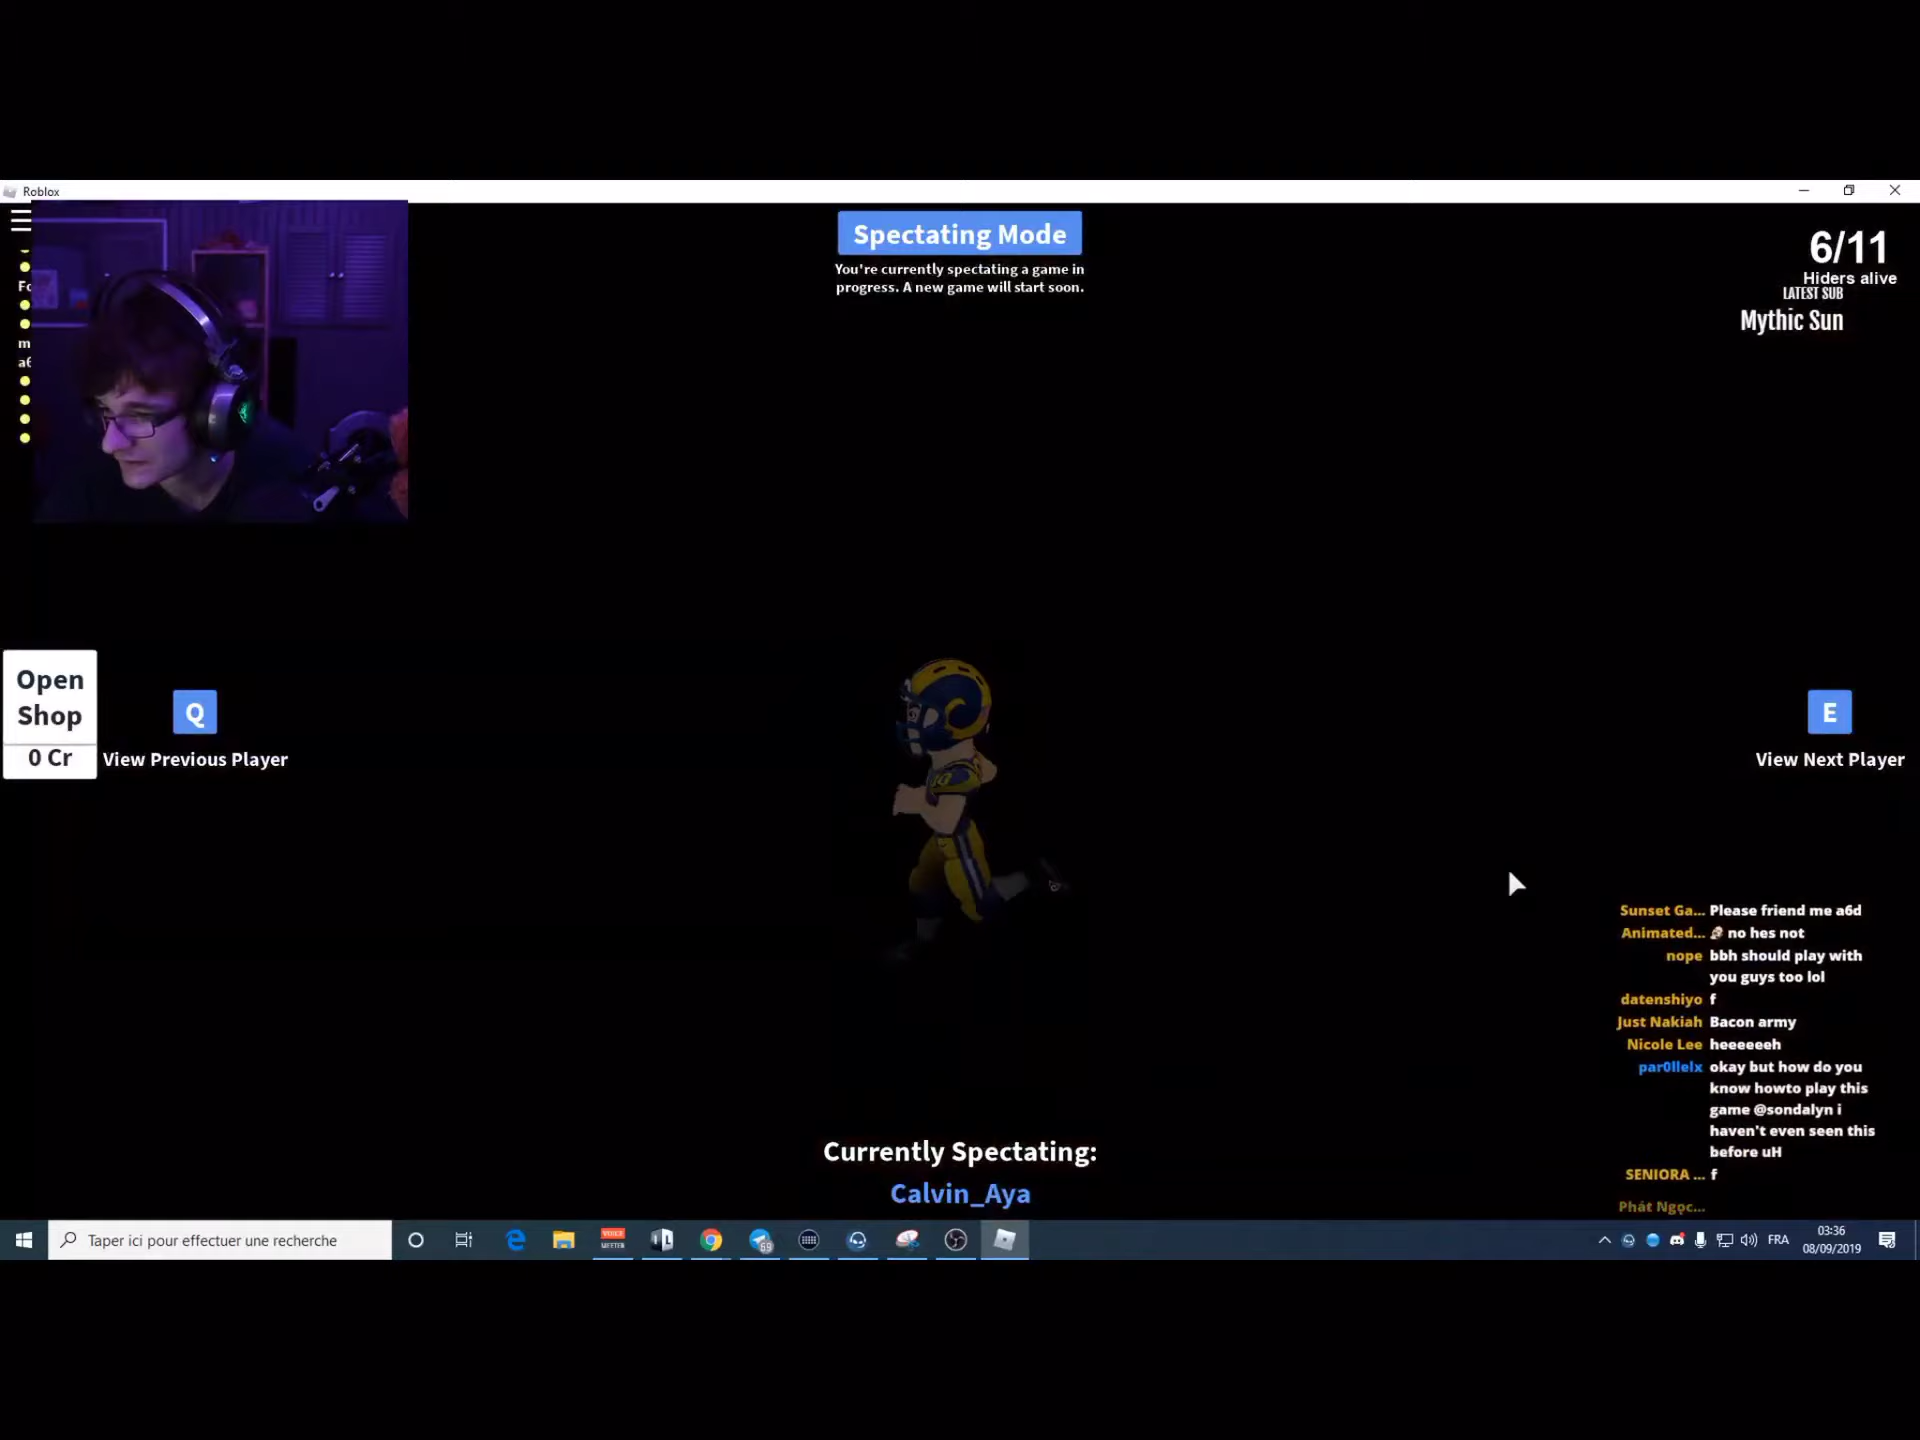 Roblox
Spectating Mode
You're currently spectating a game in
progress. A new game will start soon.
6/11
Hiders alive
LATEST SUB
Mythic Sun
Fo
m
a6
Open
Shop
0 Cr
Q
View Previous Player
E
View Next Player
Sunset Ga... Please friend me a6d
Animated... no hes not
nope bbh should play with
you guys too lol
datenshiyo f
Just Nakiah Bacon army
Nicole Lee heeeeeeh
par0llelx okay but how do you
know howto play this
game @sondalyn i
haven't even seen this
before uH
SENIORA ... f
Phát Ngọc...
Currently Spectating:
Calvin_Aya
Taper ici pour effectuer une recherche
VOICE
MEETER
69
FRA
03:36
08/09/2019